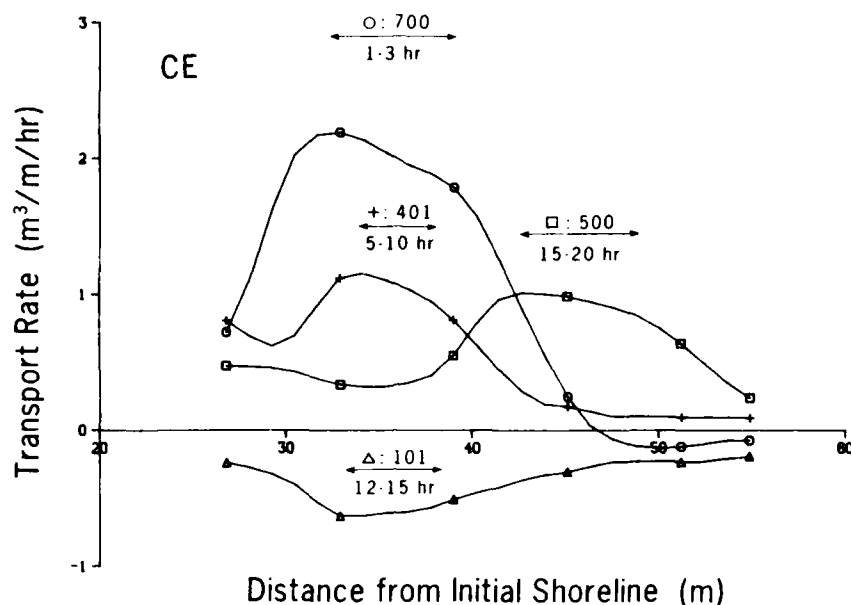 3
○: 700
1-3 hr
CE
2
+: 401
5-10 hr
□: 500
15-20 hr
1
Transport Rate (m³/m/hr)
0
20
30
40
50
60
△: 101
12-15 hr
-1
Distance from Initial Shoreline (m)